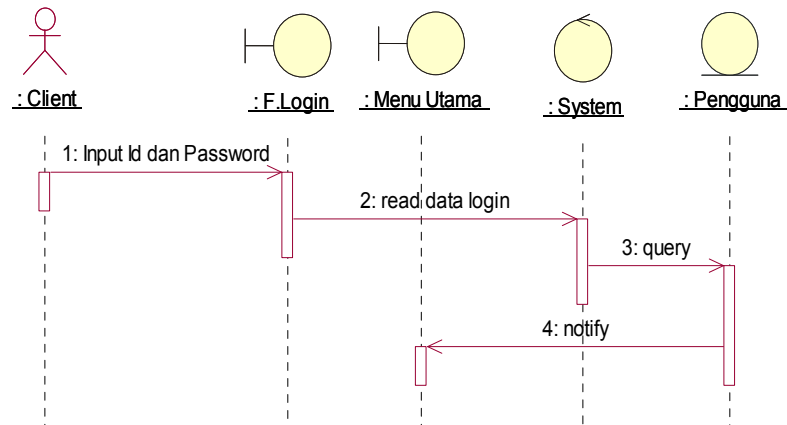 : Client
: F.Login
: Menu Utama
: System
: Pengguna
1: Input Id dan Password
2: read data login
3: query
4: notify